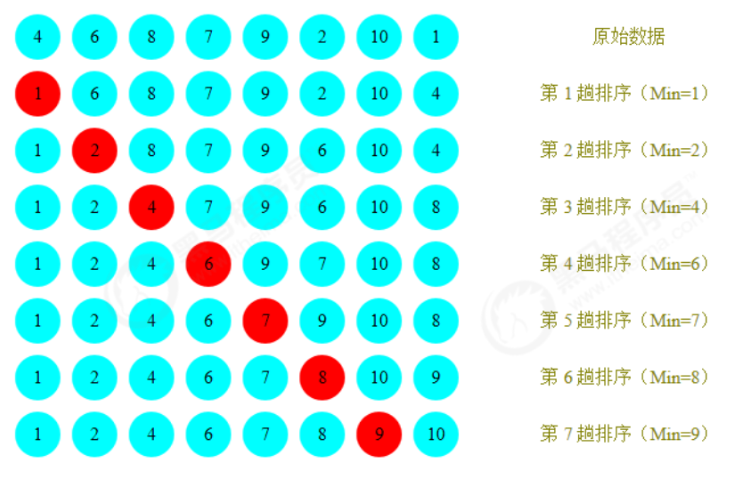 4 6 8 7 9 2 10 1 原始数据
1 6 8 7 9 2 10 4 第 1 趟排序（Min=1）
1 2 8 7 9 6 10 4 第 2 趟排序（Min=2）
1 2 4 7 9 6 10 8 第 3 趟排序（Min=4）
1 2 4 6 9 7 10 8 第 4 趟排序（Min=6）
1 2 4 6 7 9 10 8 第 5 趟排序（Min=7）
1 2 4 6 7 8 10 9 第 6 趟排序（Min=8）
1 2 4 6 7 8 9 10 第 7 趟排序（Min=9）